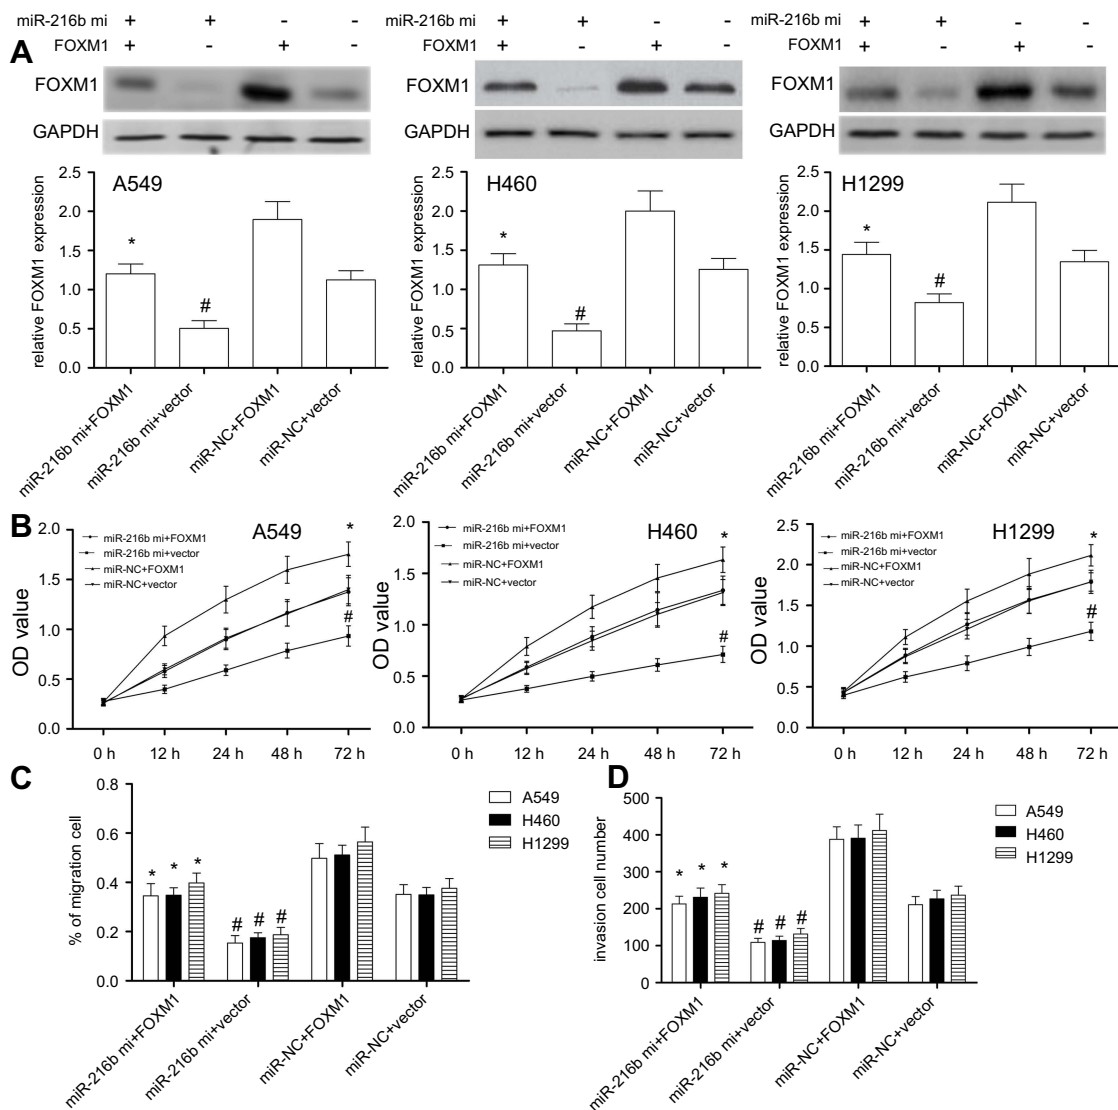 miR-216b mi + + - -
FOXM1 + - + -
miR-216b mi + + - -
FOXM1 + - + -
miR-216b mi + + - -
FOXM1 + - + -
A
FOXM1
GAPDH
FOXM1
GAPDH
FOXM1
GAPDH
A549
relative FOXM1 expression
2.5
2.0
1.5
1.0
0.5
0.0
*
#
miR-216b mi+FOXM1
miR-216b mi+vector
miR-NC+FOXM1
miR-NC+vector
H460
relative FOXM1 expression
2.5
2.0
1.5
1.0
0.5
0.0
*
#
miR-216b mi+FOXM1
miR-216b mi+vector
miR-NC+FOXM1
miR-NC+vector
H1299
relative FOXM1 expression
2.5
2.0
1.5
1.0
0.5
0.0
*
#
miR-216b mi+FOXM1
miR-216b mi+vector
miR-NC+FOXM1
miR-NC+vector
B
A549
OD value
2.0
1.5
1.0
0.5
0.0
miR-216b mi+FOXM1
miR-216b mi+vector
miR-NC+FOXM1
miR-NC+vector
*
#
0 h 12 h 24 h 48 h 72 h
H460
OD value
2.0
1.5
1.0
0.5
0.0
miR-216b mi+FOXM1
miR-216b mi+vector
miR-NC+FOXM1
miR-NC+vector
*
#
0 h 12 h 24 h 48 h 72 h
H1299
OD value
2.5
2.0
1.5
1.0
0.5
0.0
miR-216b mi+FOXM1
miR-216b mi+vector
miR-NC+FOXM1
miR-NC+vector
*
#
0 h 12 h 24 h 48 h 72 h
C
% of migration cell
0.8
0.6
0.4
0.2
0.0
A549
H460
H1299
* * *
# # #
miR-216b mi+FOXM1
miR-216b mi+vector
miR-NC+FOXM1
miR-NC+vector
D
invasion cell number
500
400
300
200
100
0
A549
H460
H1299
* * *
# # #
miR-216b mi+FOXM1
miR-216b mi+vector
miR-NC+FOXM1
miR-NC+vector